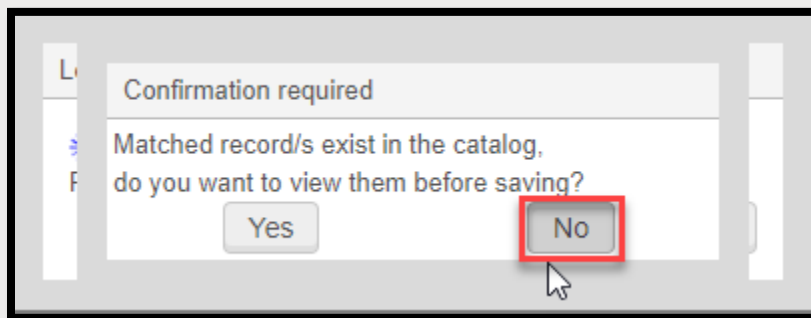 Confirmation required
Matched record/s exist in the catalog,
do you want to view them before saving?
Yes
No